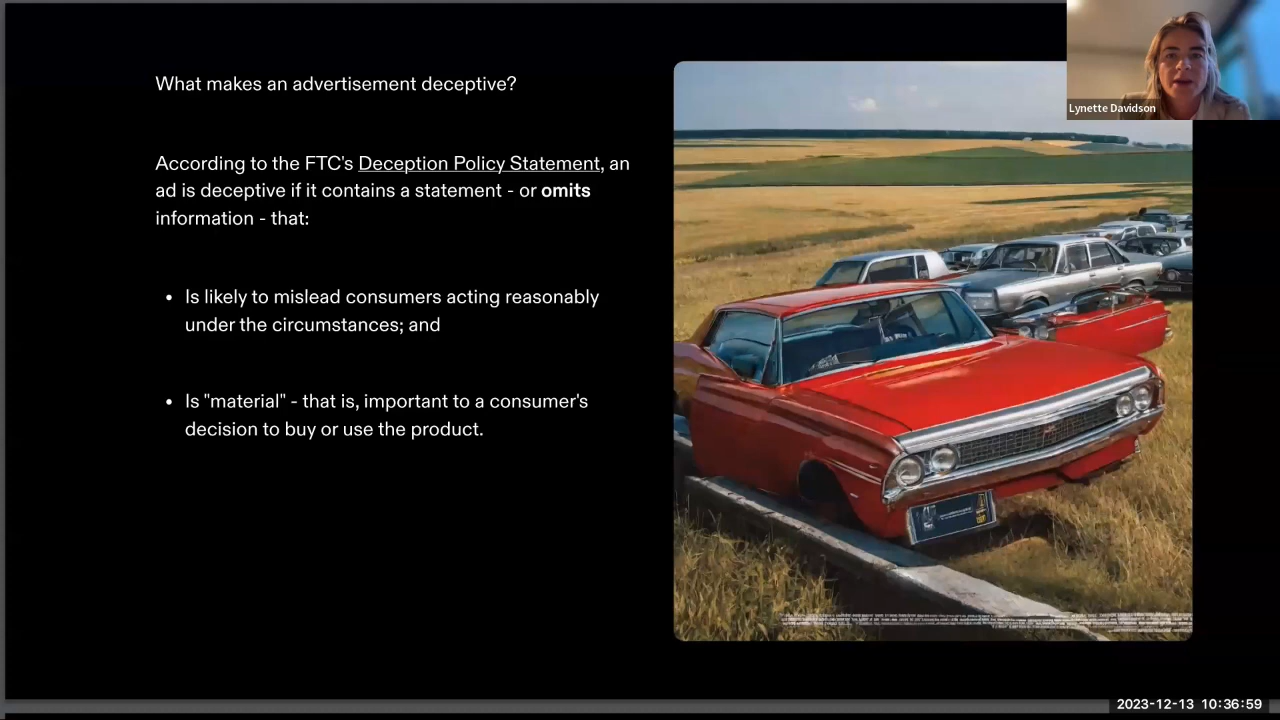 What makes an advertisement deceptive?
According to the FTC's Deception Policy Statement, an
ad is deceptive if it contains a statement - or omits
information - that:
• Is likely to mislead consumers acting reasonably
under the circumstances; and
• Is "material" - that is, important to a consumer's
decision to buy or use the product.
Lynette Davidson
2023-12-13 10:36:59